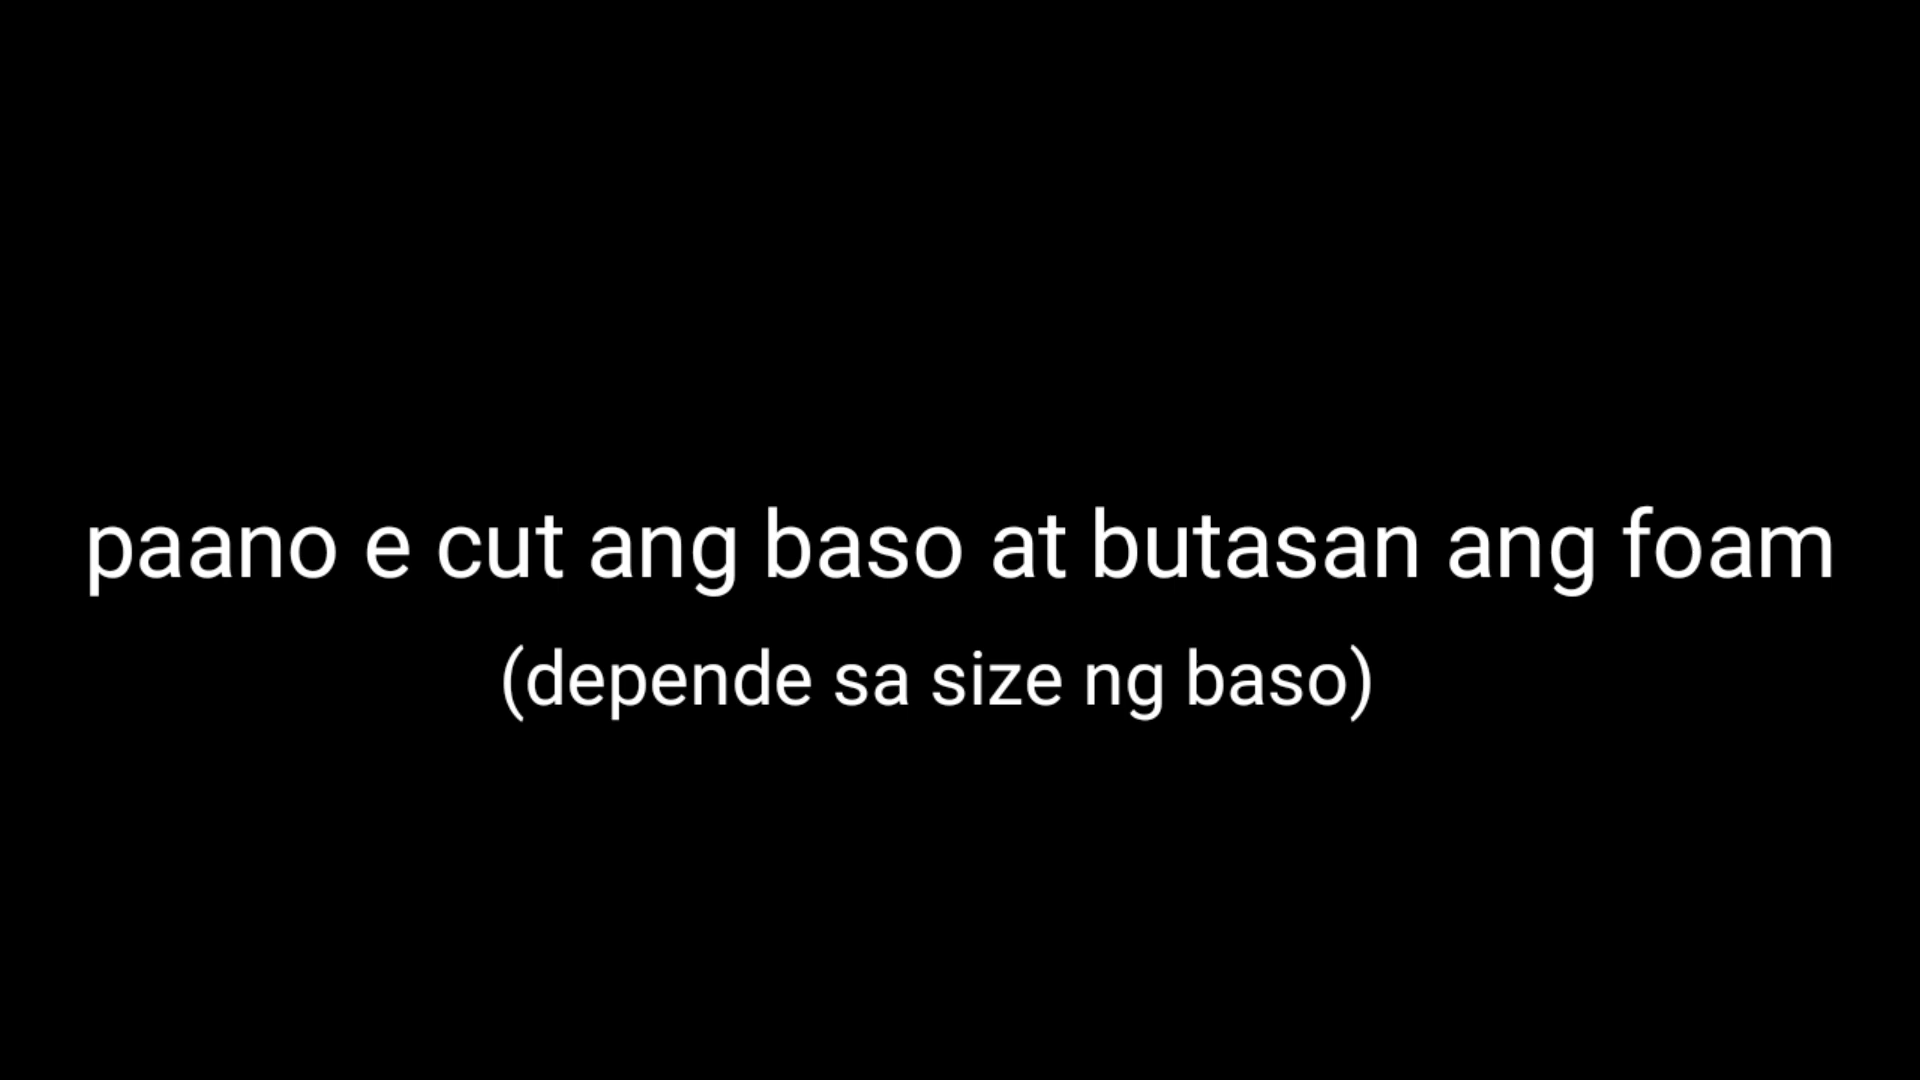 paano e cut ang baso at butasan ang foam
(depende sa size ng baso)